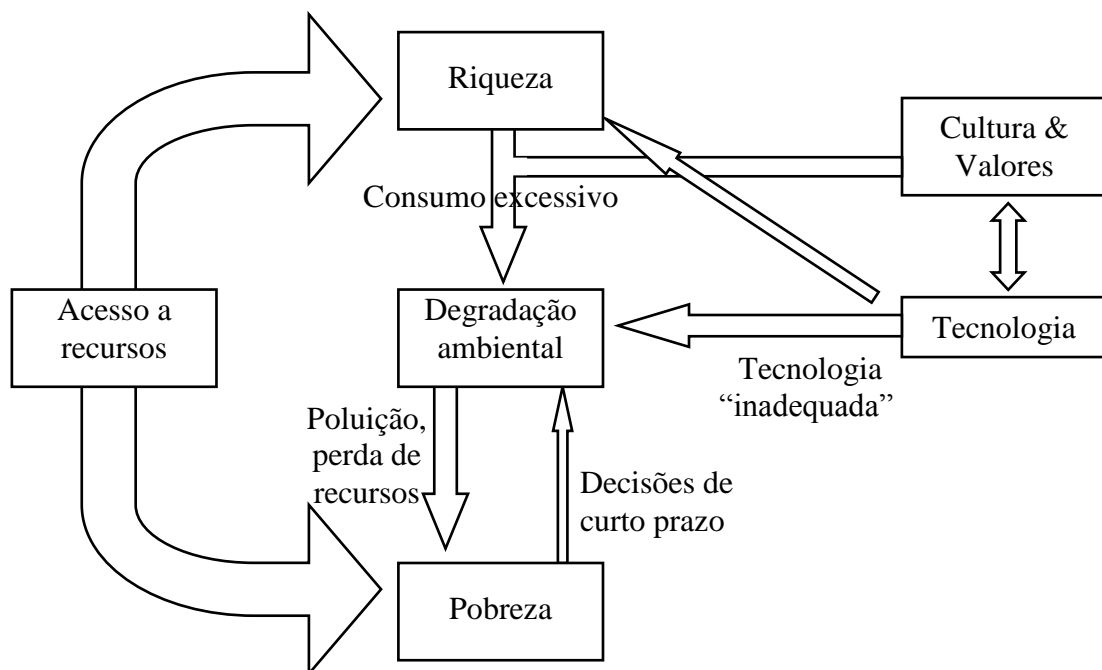 Riqueza
Cultura &
Valores
Consumo excessivo
Acesso a
recursos
Degradação
ambiental
Tecnologia
Tecnologia
“inadequada”
Poluição,
perda de
recursos
Decisões de
curto prazo
Pobreza